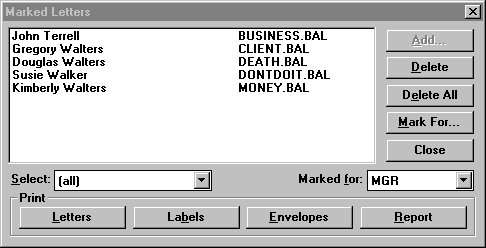 Marked Letters
John Terrell BUSINESS.BAL
Gregory Walters CLIENT.BAL
Douglas Walters DEATH.BAL
Susie Walker DONTDOIT.BAL
Kimberly Walters MONEY.BAL
Add...
Delete
Delete All
Mark For...
Close
Select: (all) Marked for: MGR
Print
Letters Labels Envelopes Report